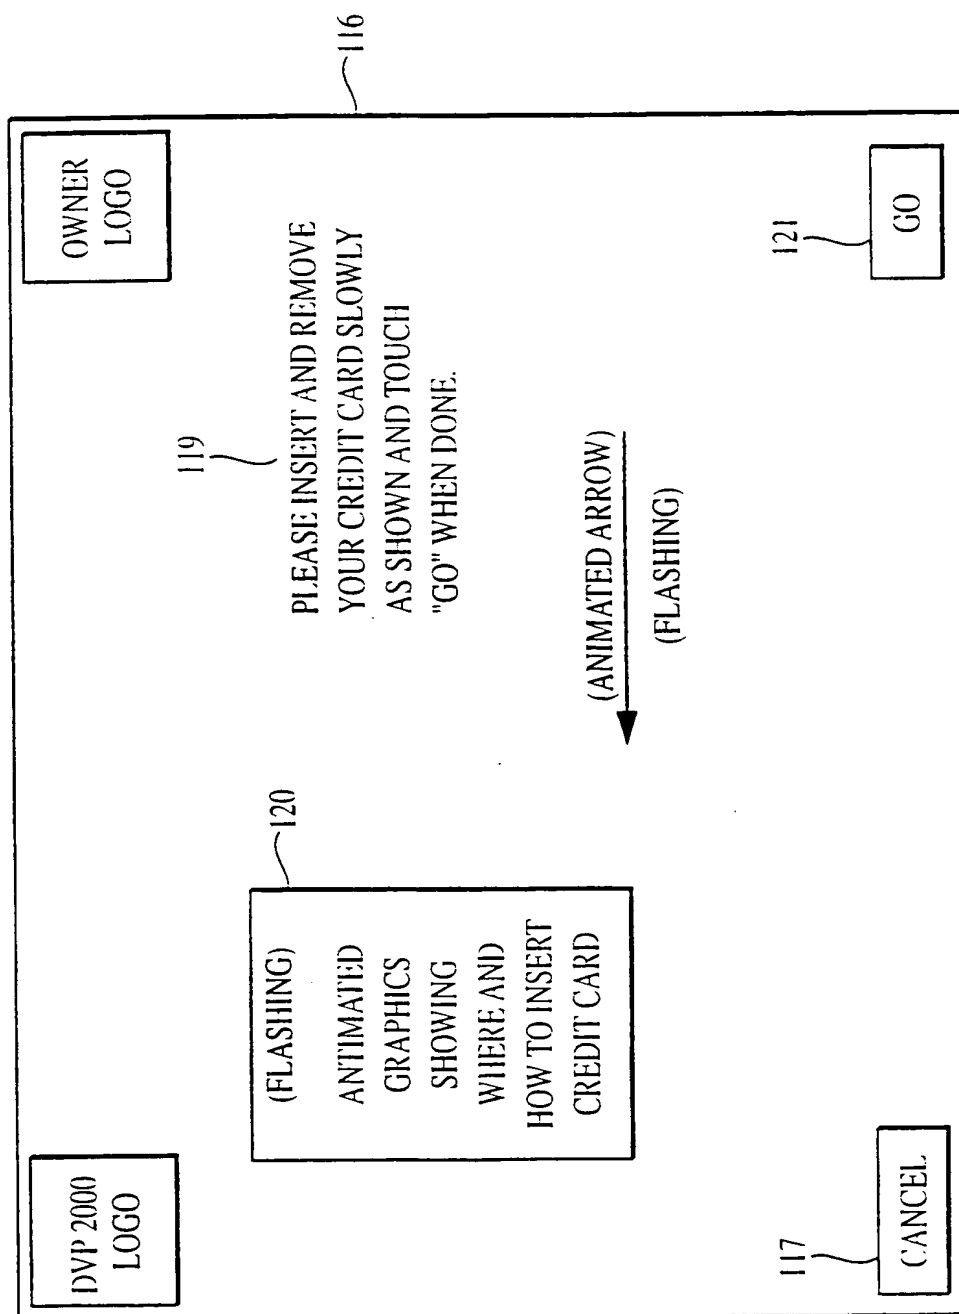 DVP 2000
LOGO
OWNER
LOGO
116
119
PLEASE INSERT AND REMOVE
YOUR CREDIT CARD SLOWLY
AS SHOWN AND TOUCH
"GO" WHEN DONE.
120
(FLASHING)
ANTIMATED
GRAPHICS
SHOWING
WHERE AND
HOW TO INSERT
CREDIT CARD
(ANIMATED ARROW)
(FLASHING)
117
CANCEL
121
GO